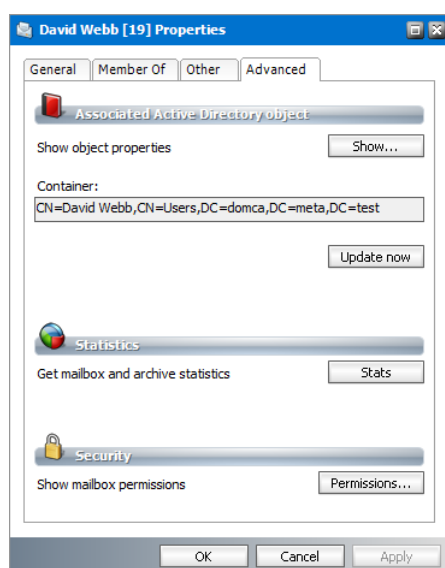 David Webb [19] Properties
General Member Of Other Advanced
Associated Active Directory object
Show object properties Show...
Container:
CN=David Webb,CN=Users,DC=domca,DC=meta,DC=test
Update now
Statistics
Get mailbox and archive statistics Stats
Security
Show mailbox permissions Permissions...
OK Cancel Apply